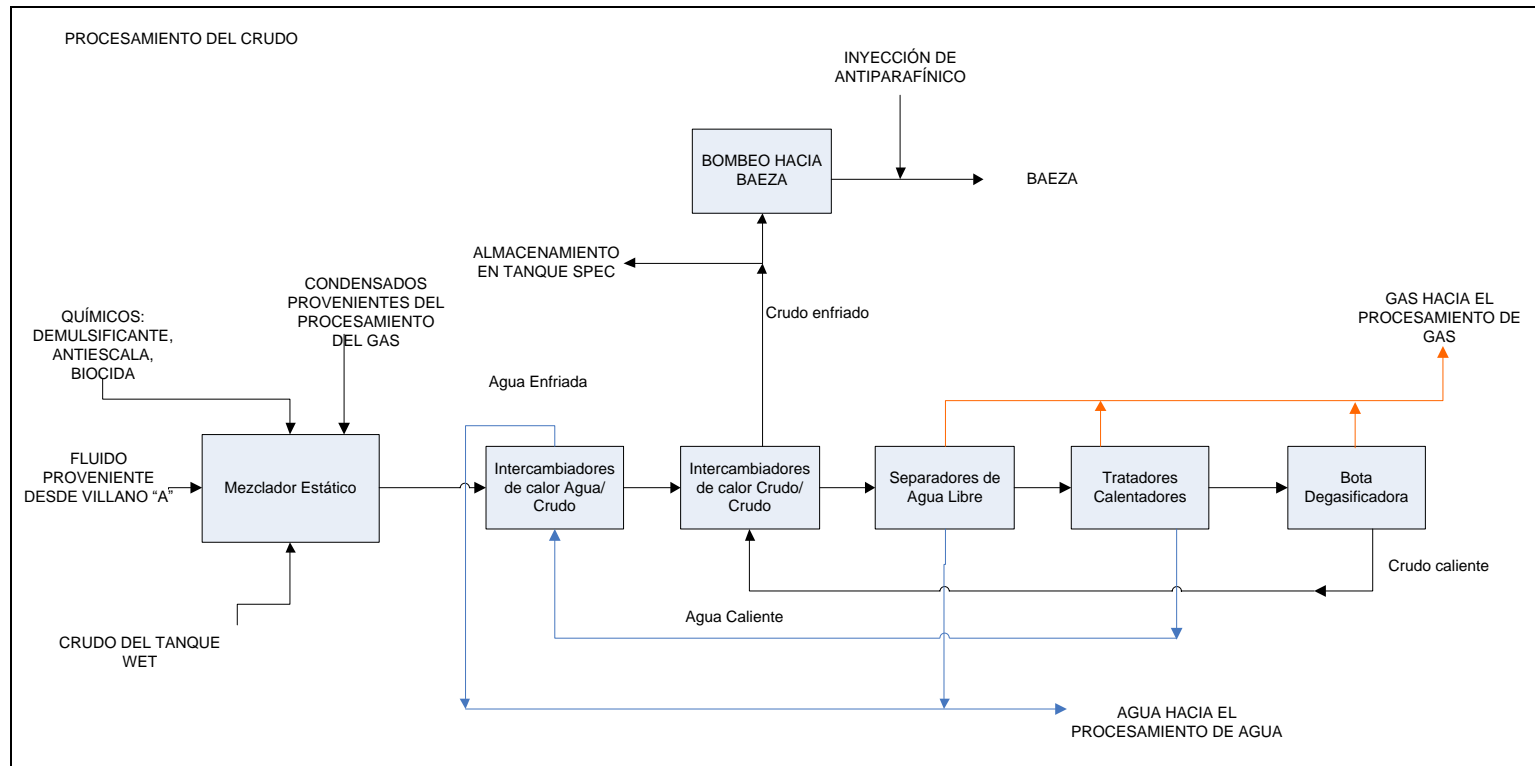 PROCESAMIENTO DEL CRUDO
INYECCIÓN DE
ANTIPARAFÍNICO
BOMBEO HACIA
BAEZA
BAEZA
ALMACENAMIENTO
EN TANQUE SPEC
CONDENSADOS
PROVENIENTES DEL
PROCESAMIENTO
DEL GAS
QUÍMICOS:
DEMULSIFICANTE,
ANTIESCALA,
BIOCIDA
Crudo enfriado
GAS HACIA EL
PROCESAMIENTO DE
GAS
Agua Enfriada
FLUIDO
PROVENIENTE
DESDE VILLANO “A”
Mezclador Estático
Intercambiadores
de calor Agua/
Crudo
Intercambiadores
de calor Crudo/
Crudo
Separadores de
Agua Libre
Tratadores
Calentadores
Bota
Degasificadora
Crudo caliente
Agua Caliente
CRUDO DEL TANQUE
WET
AGUA HACIA EL
PROCESAMIENTO DE AGUA